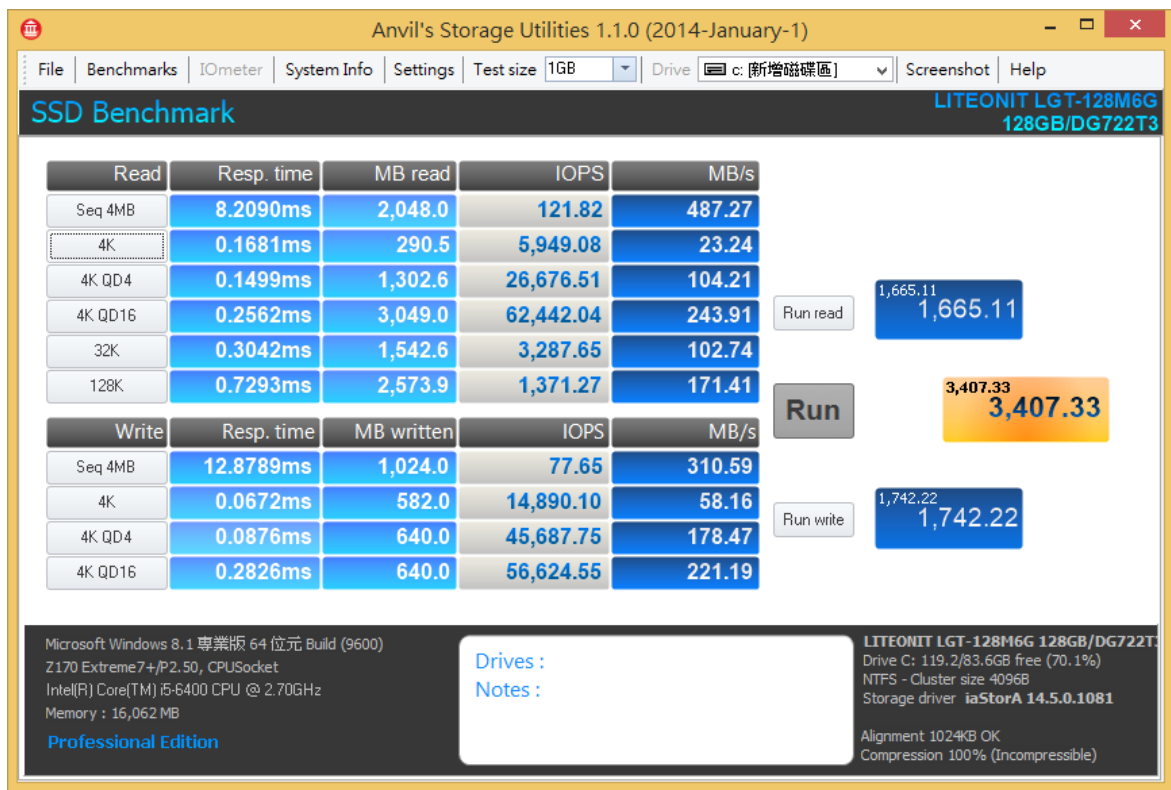 Anvil's Storage Utilities 1.1.0 (2014-January-1)
File Benchmarks IOmeter System Info Settings Test size 1GB Drive c: [新增磁碟區] Screenshot Help
SSD Benchmark
LITEONIT LGT-128M6G
128GB/DG722T3
Read Resp. time MB read IOPS MB/s
Seq 4MB 8.2090ms 2,048.0 121.82 487.27
4K 0.1681ms 290.5 5,949.08 23.24
4K QD4 0.1499ms 1,302.6 26,676.51 104.21
4K QD16 0.2562ms 3,049.0 62,442.04 243.91
32K 0.3042ms 1,542.6 3,287.65 102.74
128K 0.7293ms 2,573.9 1,371.27 171.41
Run read
1,665.11
1,665.11
Run
3,407.33
3,407.33
Write Resp. time MB written IOPS MB/s
Seq 4MB 12.8789ms 1,024.0 77.65 310.59
4K 0.0672ms 582.0 14,890.10 58.16
4K QD4 0.0876ms 640.0 45,687.75 178.47
4K QD16 0.2826ms 640.0 56,624.55 221.19
Run write
1,742.22
1,742.22
Microsoft Windows 8.1 專業版 64 位元 Build (9600)
Z170 Extreme7+/P2.50, CPUSocket
Intel(R) Core(TM) i5-6400 CPU @ 2.70GHz
Memory : 16,062 MB
Professional Edition
Drives :
Notes :
LITEONIT LGT-128M6G 128GB/DG722T
Drive C: 119.2/83.6GB free (70.1%)
NTFS - Cluster size 4096B
Storage driver iaStorA 14.5.0.1081
Alignment 1024KB OK
Compression 100% (Incompressible)